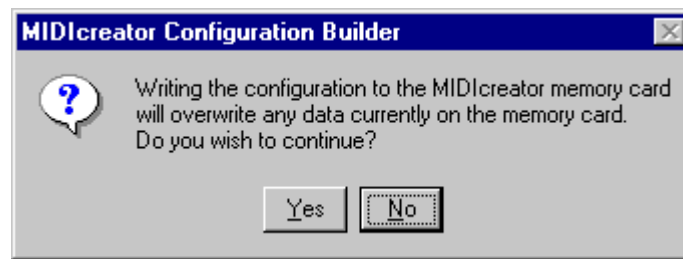 MIDIcreator Configuration Builder
Writing the configuration to the MIDIcreator memory card
will overwrite any data currently on the memory card.
Do you wish to continue?
Yes No